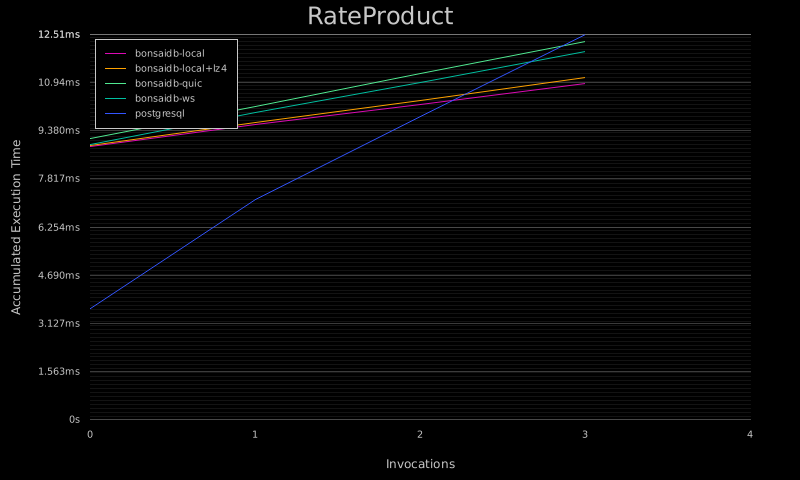 RateProduct
12.51ms
10.94ms
9.380ms
7.817ms
6.254ms
4.690ms
3.127ms
1.563ms
0s
Accumulated Execution Time
bonsaidb-local
bonsaidb-local+lz4
bonsaidb-quic
bonsaidb-ws
postgresql
0 1 2 3 4
Invocations